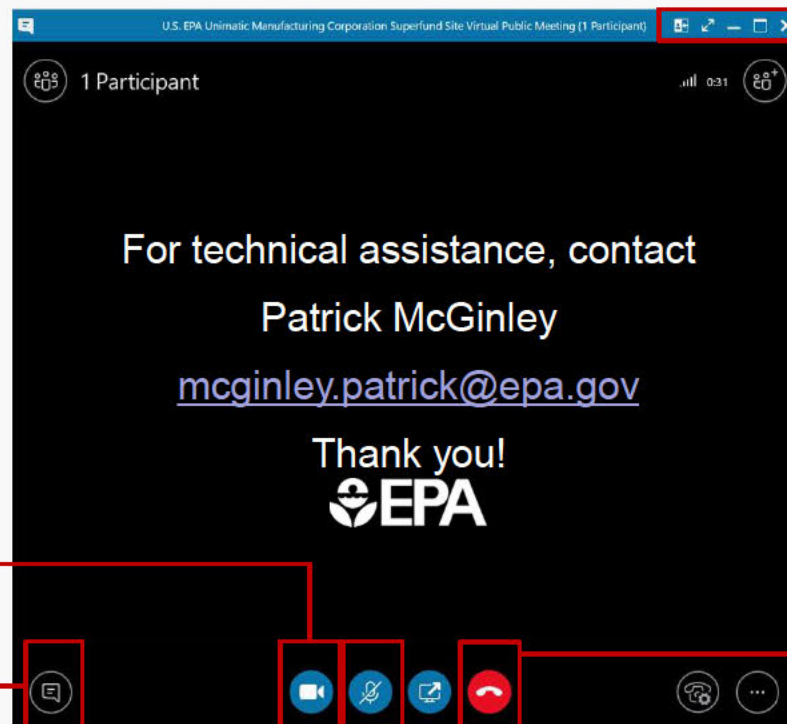 U.S. EPA Unimatic Manufacturing Corporation Superfund Site Virtual Public Meeting (1 Participant)
1 Participant
0:31
For technical assistance, contact
Patrick McGinley
mcginley.patrick@epa.gov
Thank you!
EPA